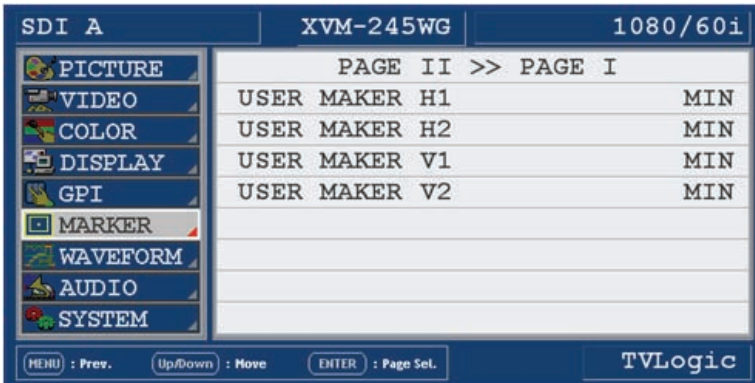 SDI A XVM-245WG 1080/60i
PICTURE
VIDEO
COLOR
DISPLAY
GPI
MARKER
WAVEFORM
AUDIO
SYSTEM
PAGE II >> PAGE I
USER MAKER H1 MIN
USER MAKER H2 MIN
USER MAKER V1 MIN
USER MAKER V2 MIN
MENU : Prev. Up/Down : Move ENTER : Page Sel. TVLogic